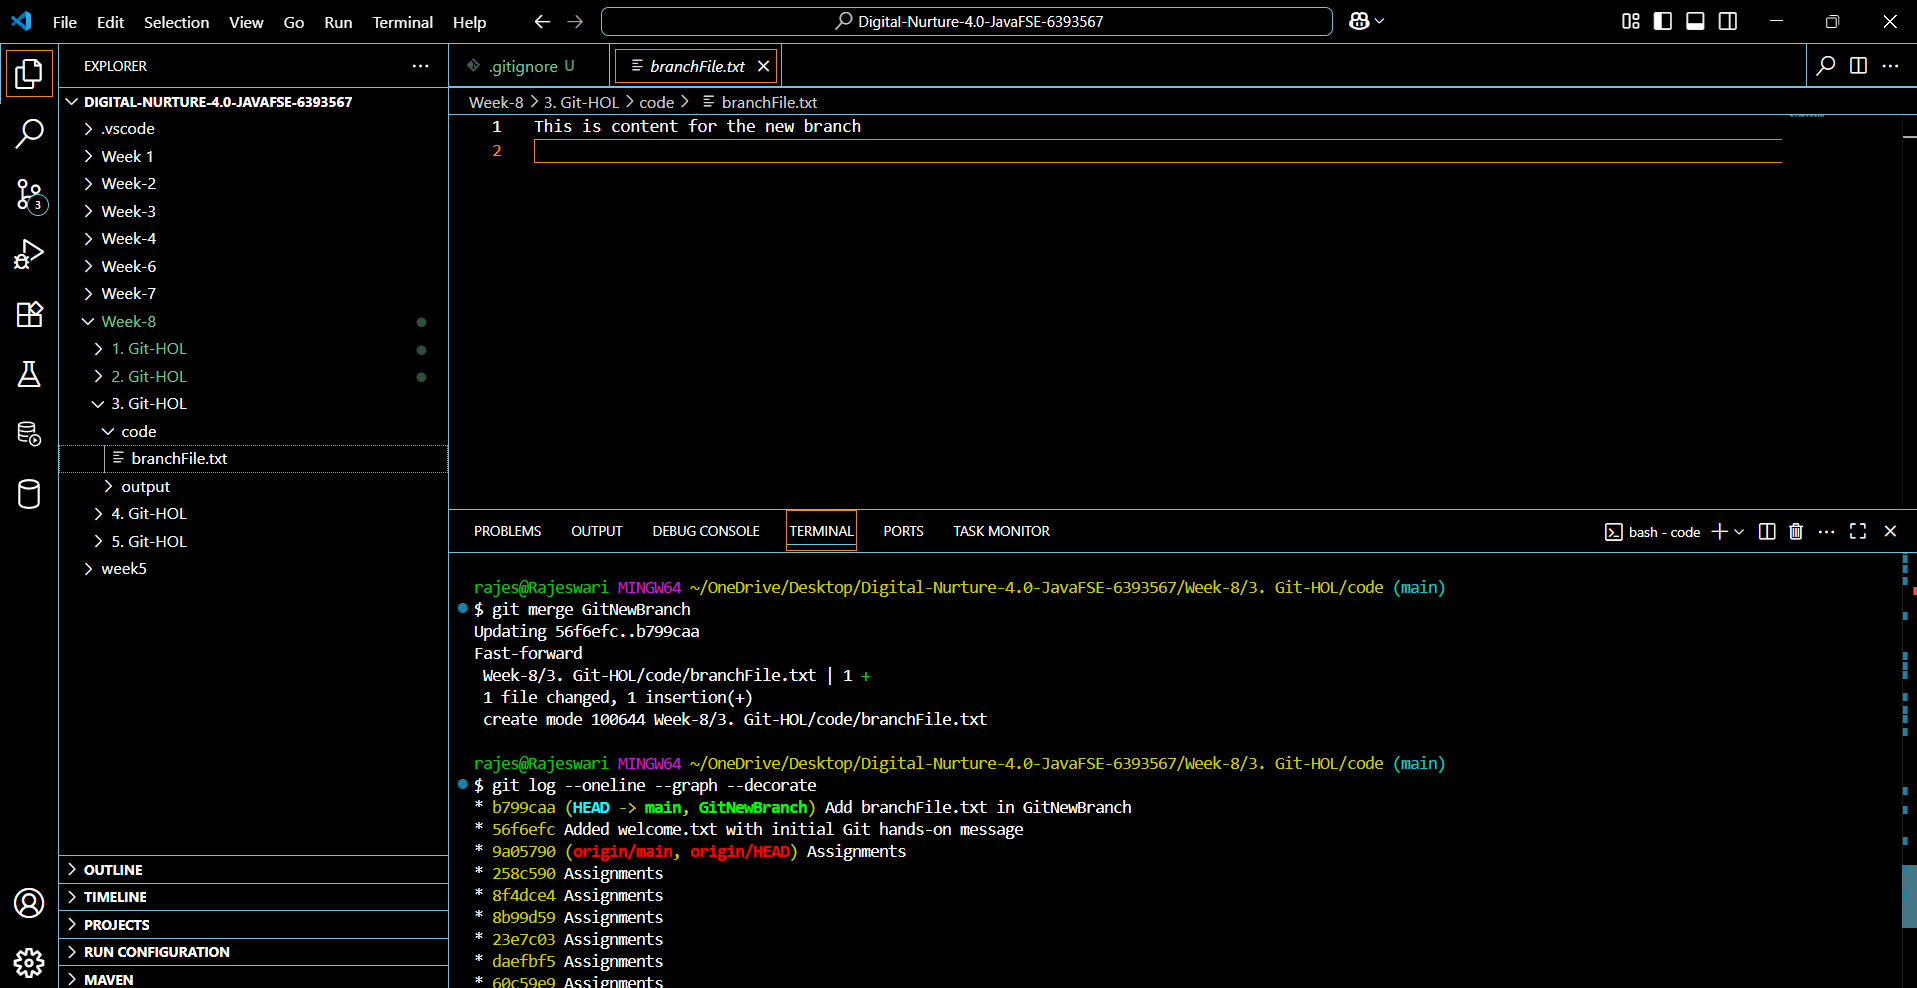 File Edit Selection View Go Run Terminal Help
Digital-Nurture-4.0-JavaFSE-6393567
EXPLORER
DIGITAL-NURTURE-4.0-JAVAFSE-6393567
.vscode
Week 1
Week-2
3
Week-3
Week-4
Week-6
Week-7
Week-8
1. Git-HOL
2. Git-HOL
3. Git-HOL
code
branchFile.txt
output
4. Git-HOL
5. Git-HOL
week5
OUTLINE
TIMELINE
PROJECTS
RUN CONFIGURATION
MAVEN
.gitignore U
branchFile.txt
Week-8 > 3. Git-HOL > code > branchFile.txt
1 This is content for the new branch
2
PROBLEMS OUTPUT DEBUG CONSOLE TERMINAL PORTS TASK MONITOR
bash - code
rajes@Rajeswari MINGW64 ~/OneDrive/Desktop/Digital-Nurture-4.0-JavaFSE-6393567/Week-8/3. Git-HOL/code (main)
$ git merge GitNewBranch
Updating 56f6efc..b799caa
Fast-forward
Week-8/3. Git-HOL/code/branchFile.txt | 1 +
1 file changed, 1 insertion(+)
create mode 100644 Week-8/3. Git-HOL/code/branchFile.txt
rajes@Rajeswari MINGW64 ~/OneDrive/Desktop/Digital-Nurture-4.0-JavaFSE-6393567/Week-8/3. Git-HOL/code (main)
$ git log --oneline --graph --decorate
* b799caa (HEAD -> main, GitNewBranch) Add branchFile.txt in GitNewBranch
* 56f6efc Added welcome.txt with initial Git hands-on message
* 9a05790 (origin/main, origin/HEAD) Assignments
* 258c590 Assignments
* 8f4dce4 Assignments
* 8b99d59 Assignments
* 23e7c03 Assignments
* daefbf5 Assignments
* 60c59e9 Assignments